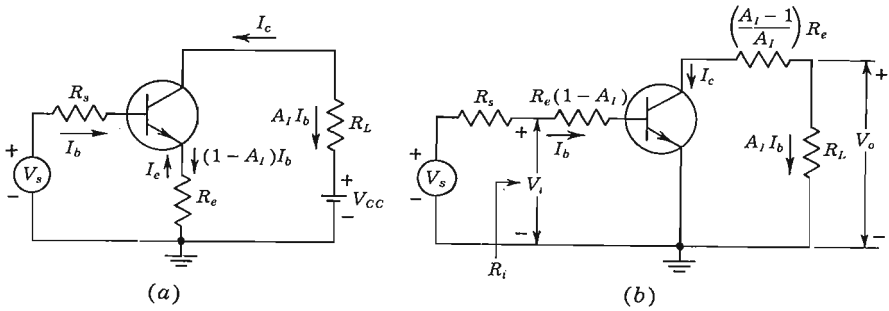 I_c
R_s
I_b
+
V_s
−
I_e
(1−A_I)I_b
R_e
A_I I_b
R_L
+
V_CC
−
(a)
((A_I − 1)/A_I) R_e
I_c
R_s
R_e(1−A_I)
+
I_b
+
V_s
−
V_i
−
R_i
A_I I_b
R_L
+
V_o
−
(b)